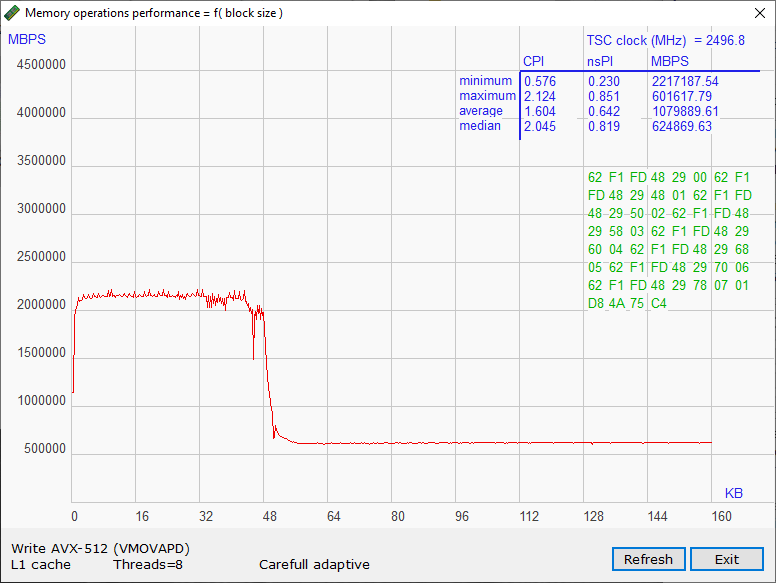 Memory operations performance = f( block size )
MBPS
TSC clock (MHz) = 2496.8
CPI nsPI MBPS
minimum 0.576 0.230 2217187.54
maximum 2.124 0.851 601617.79
average 1.604 0.642 1079889.61
median 2.045 0.819 624869.63
4500000
4000000
3500000
3000000
2500000
2000000
1500000
1000000
500000
62 F1 FD 48 29 00 62 F1
FD 48 29 48 01 62 F1 FD
48 29 50 02 62 F1 FD 48
29 58 03 62 F1 FD 48 29
60 04 62 F1 FD 48 29 68
05 62 F1 FD 48 29 70 06
62 F1 FD 48 29 78 07 01
D8 4A 75 C4
KB
0 16 32 48 64 80 96 112 128 144 160
Write AVX-512 (VMOVAPD)
L1 cache Threads=8 Carefull adaptive
Refresh Exit